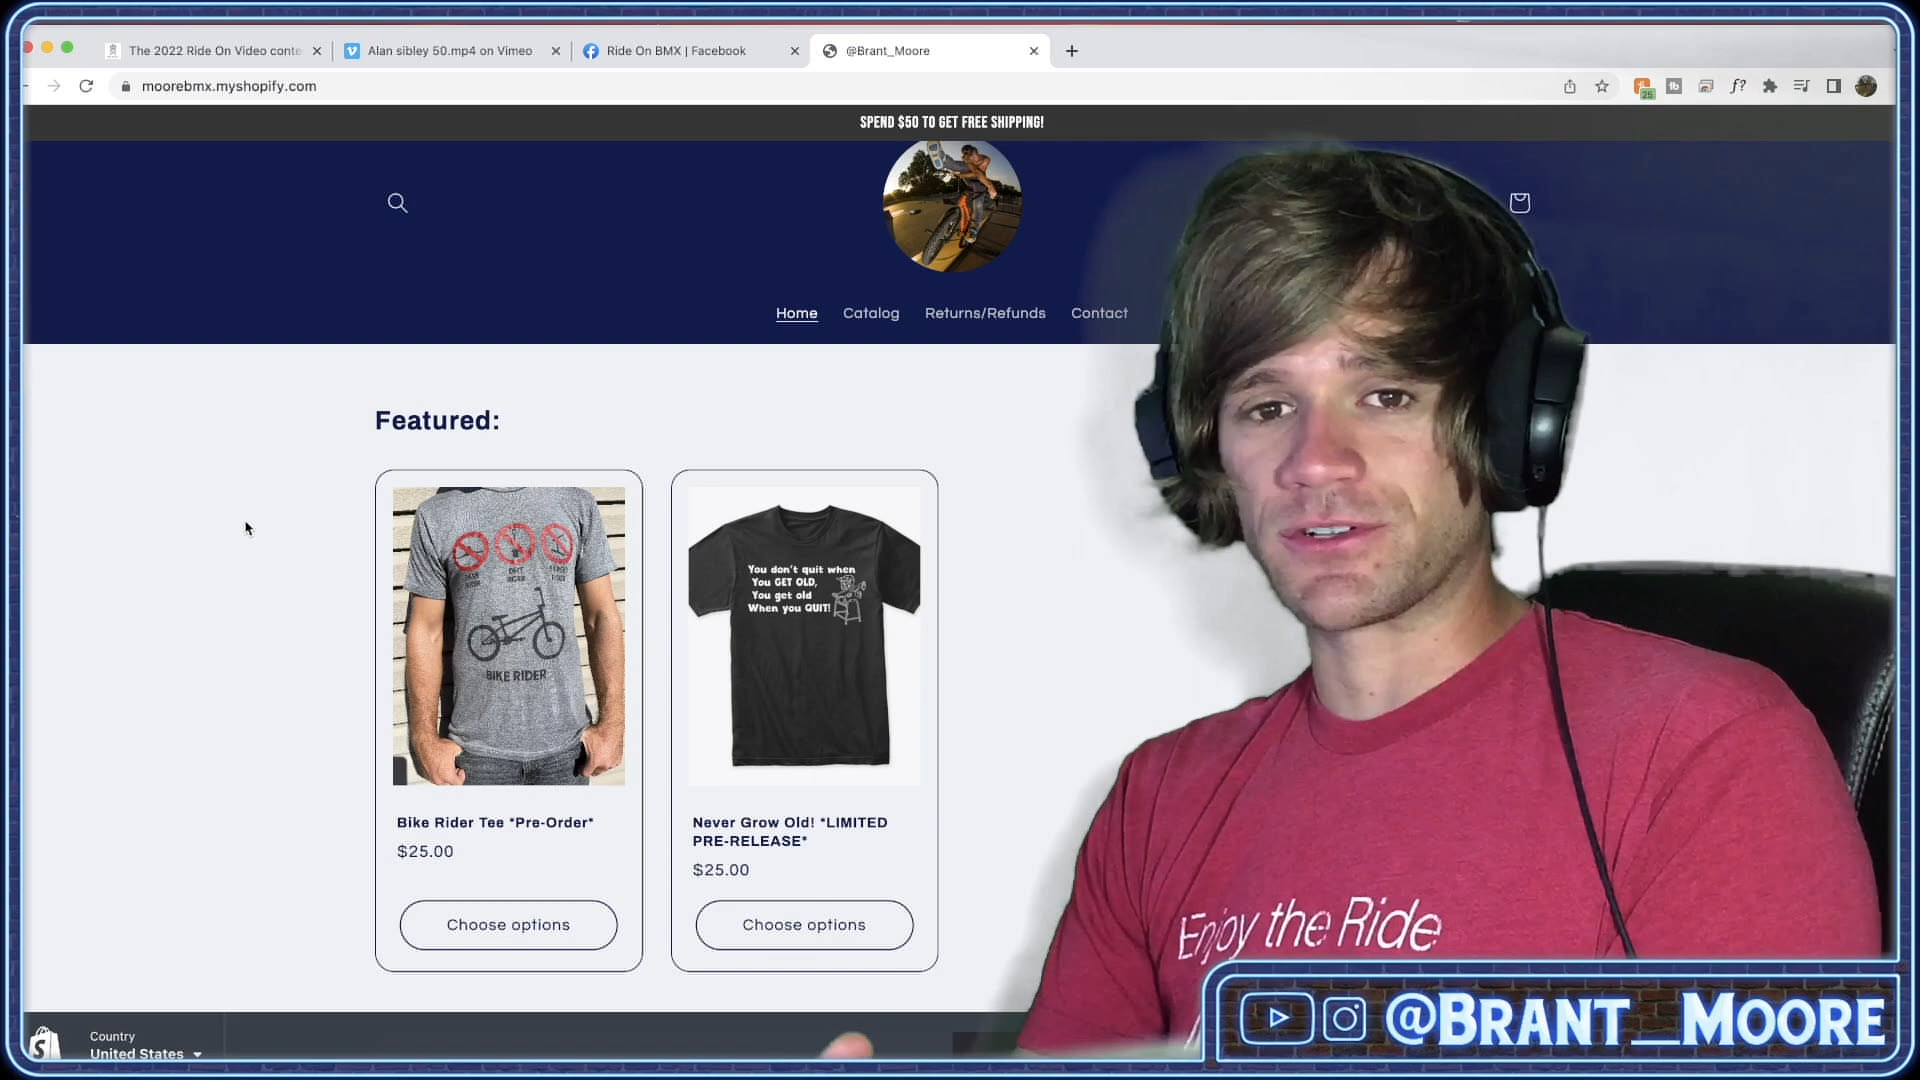 The 2022 Ride On Video conte
Alan sibley 50.mp4 on Vimeo
Ride On BMX | Facebook
@Brant_Moore
moorebmx.myshopify.com
25
f?
SPEND $50 TO GET FREE SHIPPING!
Home
Catalog
Returns/Refunds
Contact
Featured:
BIKE RIDER
You don't quit when
You GET OLD,
You get old
When you QUIT!
Bike Rider Tee *Pre-Order*
$25.00
Choose options
Never Grow Old! *LIMITED
PRE-RELEASE*
$25.00
Choose options
Enjoy the Ride
Country
United States
@BRANT_MOORE